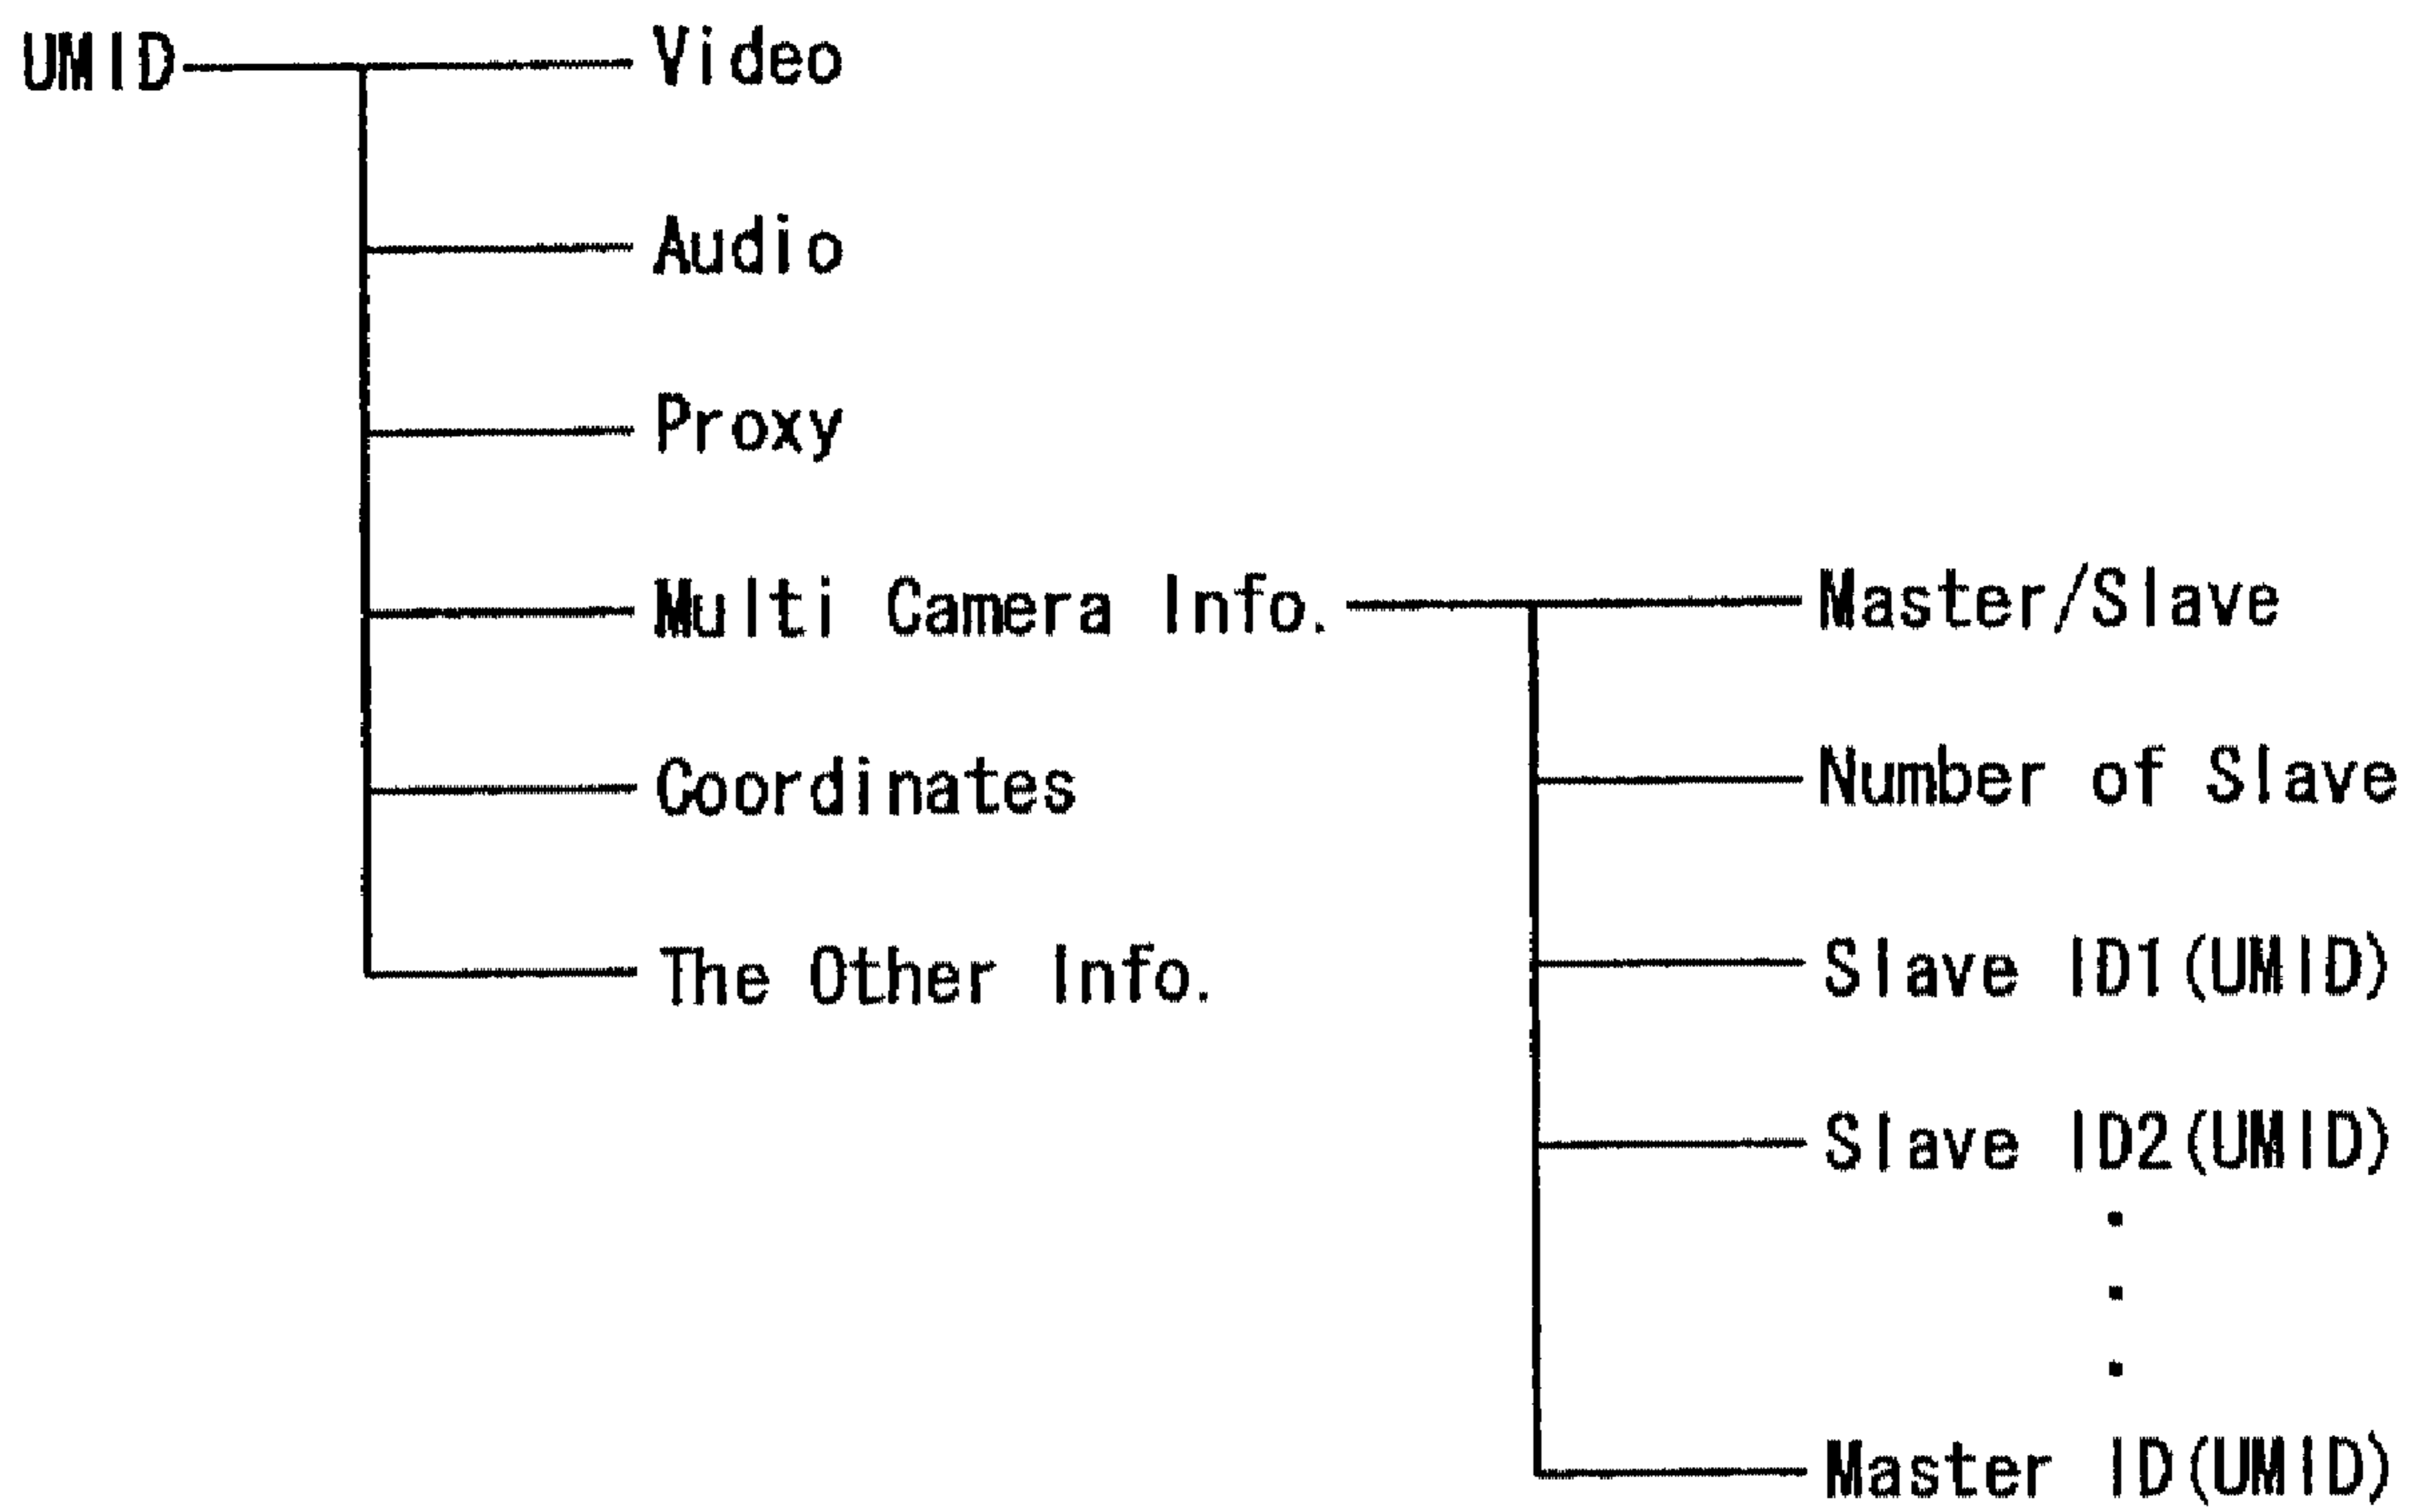 UMID
Video
Audio
Proxy
Multi Camera Info.
Coordinates
The Other Info.
Master/Slave
Number of Slave
Slave ID1(UMID)
Slave ID2(UMID)
Master ID(UMID)